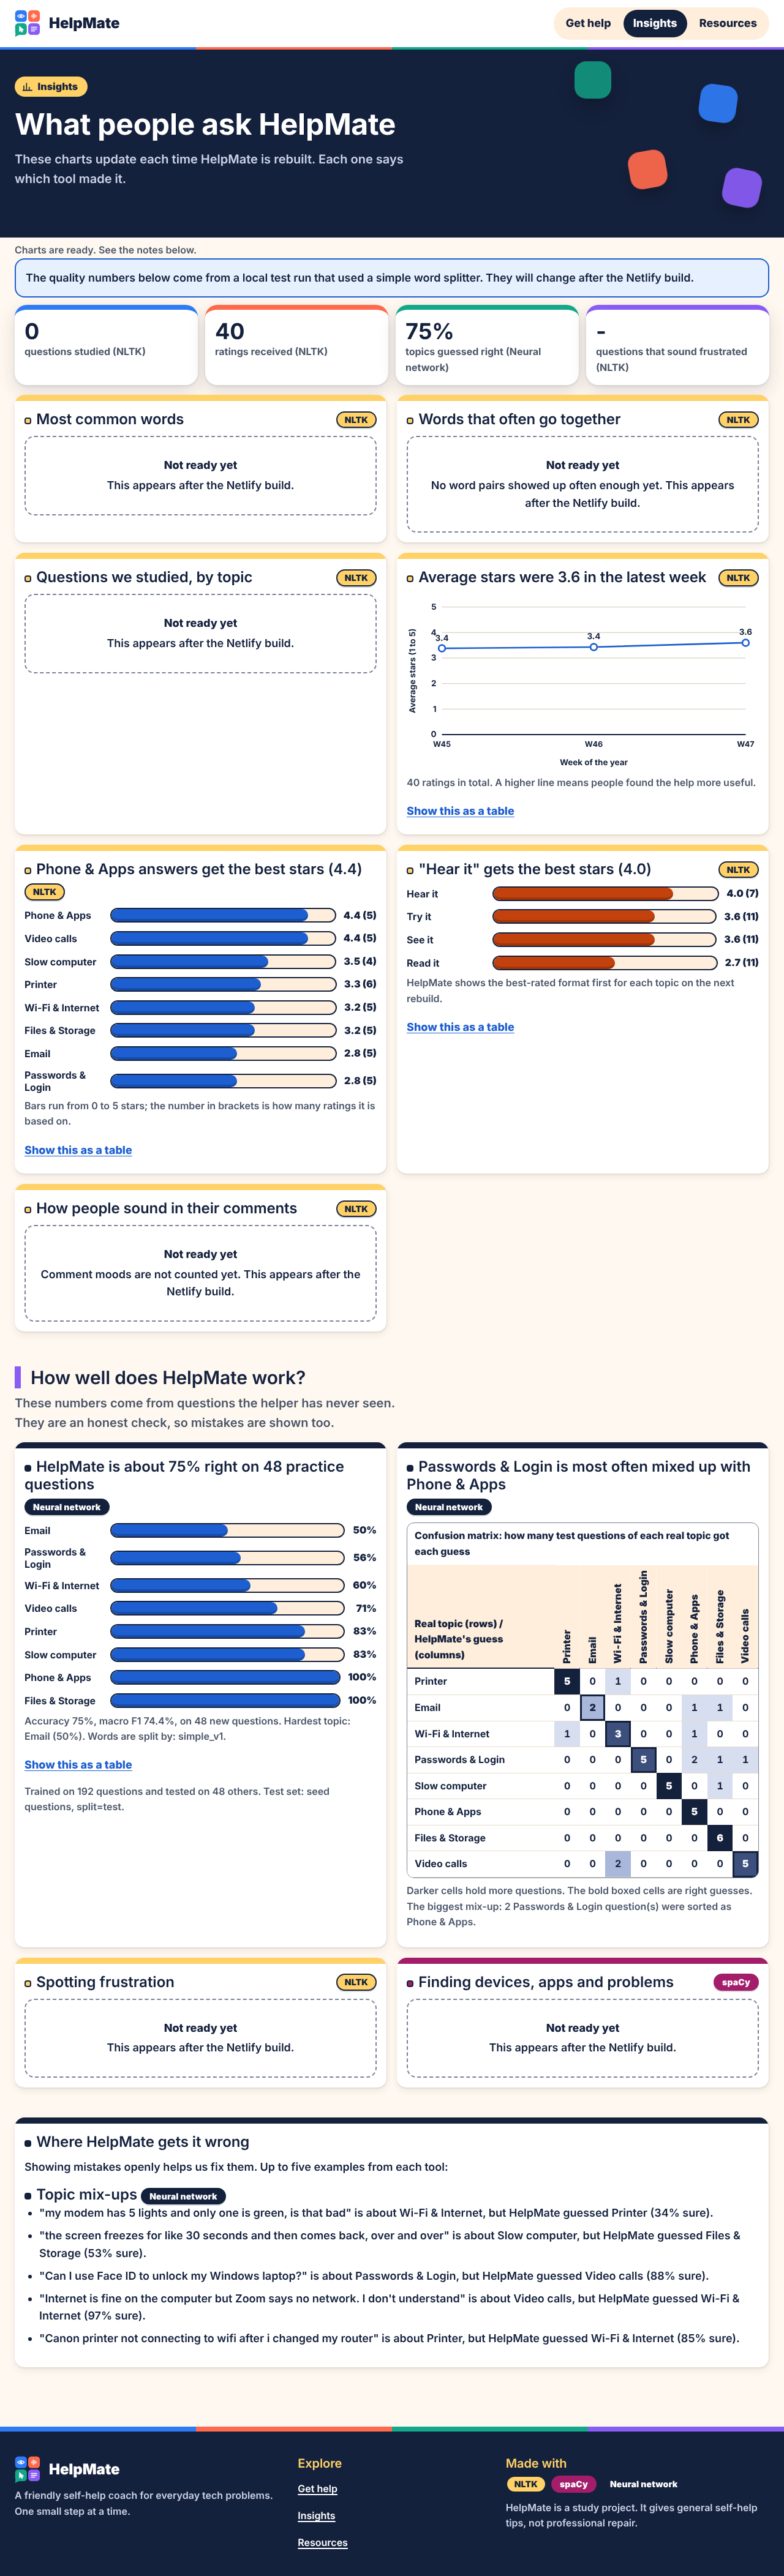 HelpMate
Get help
Insights
Resources
Insights
What people ask HelpMate
These charts update each time HelpMate is rebuilt. Each one says
which tool made it.
Charts are ready. See the notes below.
The quality numbers below come from a local test run that used a simple word splitter. They will change after the Netlify build.
0
questions studied (NLTK)
40
ratings received (NLTK)
75%
topics guessed right (Neural
network)
-
questions that sound frustrated
(NLTK)
Most common words
NLTK
Not ready yet
This appears after the Netlify build.
Words that often go together
NLTK
Not ready yet
No word pairs showed up often enough yet. This appears
after the Netlify build.
Questions we studied, by topic
NLTK
Not ready yet
This appears after the Netlify build.
Average stars were 3.6 in the latest week
NLTK
Average stars (1 to 5)
5
4
3
2
1
0
3.4
3.4
3.6
W45
W46
W47
Week of the year
40 ratings in total. A higher line means people found the help more useful.
Show this as a table
Phone & Apps answers get the best stars (4.4)
NLTK
Phone & Apps 4.4 (5)
Video calls 4.4 (5)
Slow computer 3.5 (4)
Printer 3.3 (6)
Wi-Fi & Internet 3.2 (5)
Files & Storage 3.2 (5)
Email 2.8 (5)
Passwords &
Login 2.8 (5)
Bars run from 0 to 5 stars; the number in brackets is how many ratings it is
based on.
Show this as a table
"Hear it" gets the best stars (4.0)
NLTK
Hear it 4.0 (7)
Try it 3.6 (11)
See it 3.6 (11)
Read it 2.7 (11)
HelpMate shows the best-rated format first for each topic on the next
rebuild.
Show this as a table
How people sound in their comments
NLTK
Not ready yet
Comment moods are not counted yet. This appears after the
Netlify build.
How well does HelpMate work?
These numbers come from questions the helper has never seen.
They are an honest check, so mistakes are shown too.
HelpMate is about 75% right on 48 practice
questions
Neural network
Email 50%
Passwords &
Login 56%
Wi-Fi & Internet 60%
Video calls 71%
Printer 83%
Slow computer 83%
Phone & Apps 100%
Files & Storage 100%
Accuracy 75%, macro F1 74.4%, on 48 new questions. Hardest topic:
Email (50%). Words are split by: simple_v1.
Show this as a table
Trained on 192 questions and tested on 48 others. Test set: seed
questions, split=test.
Passwords & Login is most often mixed up with
Phone & Apps
Neural network
Confusion matrix: how many test questions of each real topic got
each guess
Real topic (rows) /
HelpMate's guess
(columns)
Printer
Email
Wi-Fi & Internet
Passwords & Login
Slow computer
Phone & Apps
Files & Storage
Video calls
Printer 5 0 1 0 0 0 0 0
Email 0 2 0 0 0 1 1 0
Wi-Fi & Internet 1 0 3 0 0 1 0 0
Passwords & Login 0 0 0 5 0 2 1 1
Slow computer 0 0 0 0 5 0 1 0
Phone & Apps 0 0 0 0 0 5 0 0
Files & Storage 0 0 0 0 0 0 6 0
Video calls 0 0 2 0 0 0 0 5
Darker cells hold more questions. The bold boxed cells are right guesses.
The biggest mix-up: 2 Passwords & Login question(s) were sorted as
Phone & Apps.
Spotting frustration
NLTK
Not ready yet
This appears after the Netlify build.
Finding devices, apps and problems
spaCy
Not ready yet
This appears after the Netlify build.
Where HelpMate gets it wrong
Showing mistakes openly helps us fix them. Up to five examples from each tool:
Topic mix-ups Neural network
"my modem has 5 lights and only one is green, is that bad" is about Wi-Fi & Internet, but HelpMate guessed Printer (34% sure).
"the screen freezes for like 30 seconds and then comes back, over and over" is about Slow computer, but HelpMate guessed Files &
Storage (53% sure).
"Can I use Face ID to unlock my Windows laptop?" is about Passwords & Login, but HelpMate guessed Video calls (88% sure).
"Internet is fine on the computer but Zoom says no network. I don't understand" is about Video calls, but HelpMate guessed Wi-Fi &
Internet (97% sure).
"Canon printer not connecting to wifi after i changed my router" is about Printer, but HelpMate guessed Wi-Fi & Internet (85% sure).
HelpMate
A friendly self-help coach for everyday tech problems.
One small step at a time.
Explore
Get help
Insights
Resources
Made with
NLTK
spaCy
Neural network
HelpMate is a study project. It gives general self-help
tips, not professional repair.